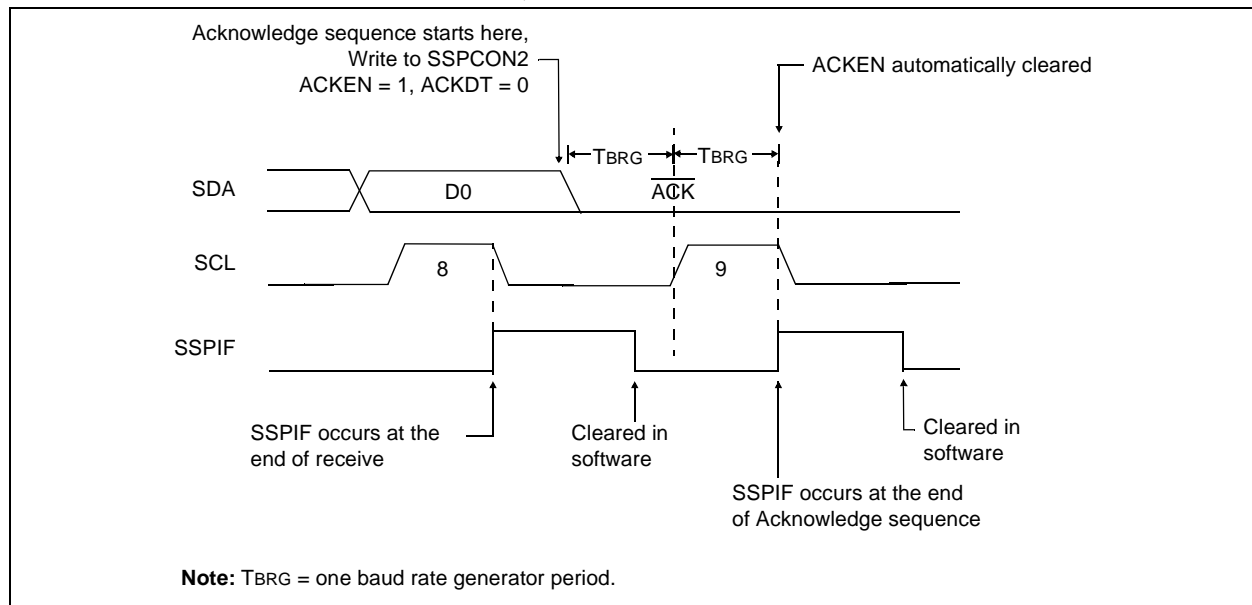 Acknowledge sequence starts here,
Write to SSPCON2
ACKEN = 1, ACKDT = 0
ACKEN automatically cleared
TBRG
TBRG
SDA
D0
ACK
SCL
8
9
SSPIF
SSPIF occurs at the
end of receive
Cleared in
software
Cleared in
software
SSPIF occurs at the end
of Acknowledge sequence
Note: TBRG = one baud rate generator period.